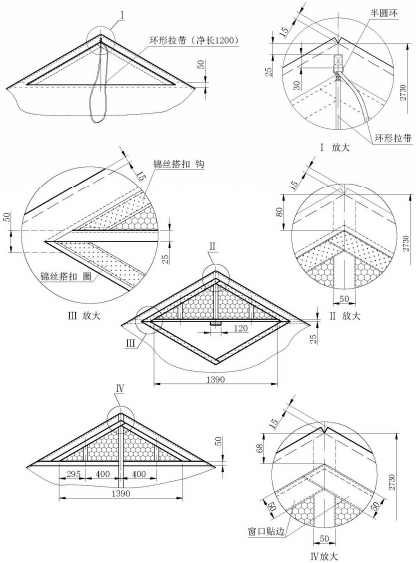 I
环形拉带（净长1200）
50
15
半圆环
25
30
2730
环形拉带
I 放大
锦丝搭扣 钩
15
50
25
锦丝搭扣 圈
III 放大
15
80
2730
50
II 放大
II
III
120
25
1390
IV
50
295
400
400
1390
15
68
2730
50
50
窗口贴边
50
IV放大